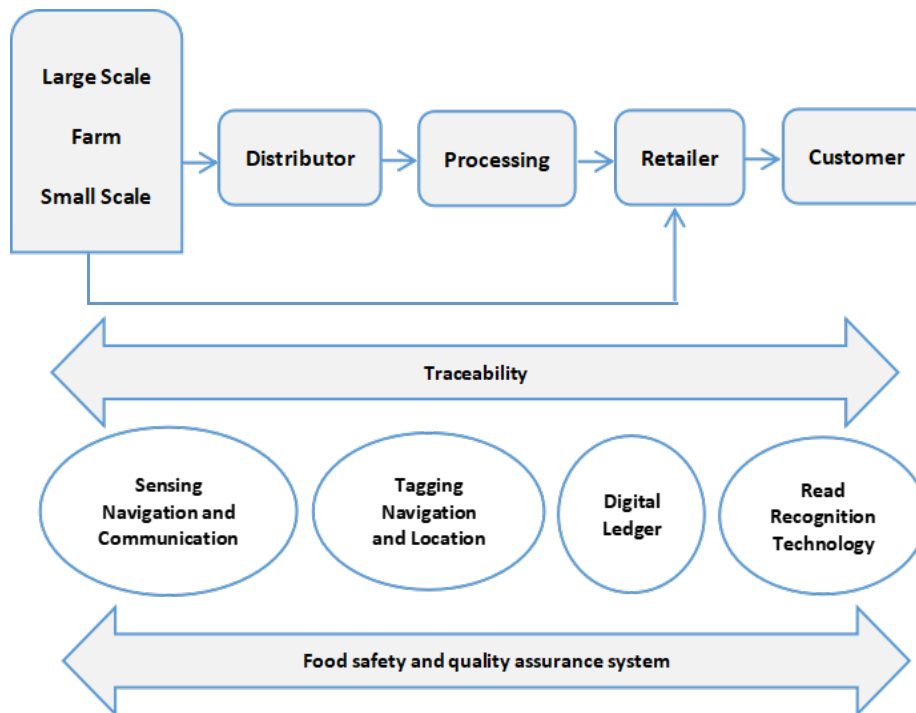 Large Scale
Farm
Small Scale
Distributor
Processing
Retailer
Customer
Traceability
Sensing
Navigation and
Communication
Tagging
Navigation
and Location
Digital
Ledger
Read
Recognition
Technology
Food safety and quality assurance system